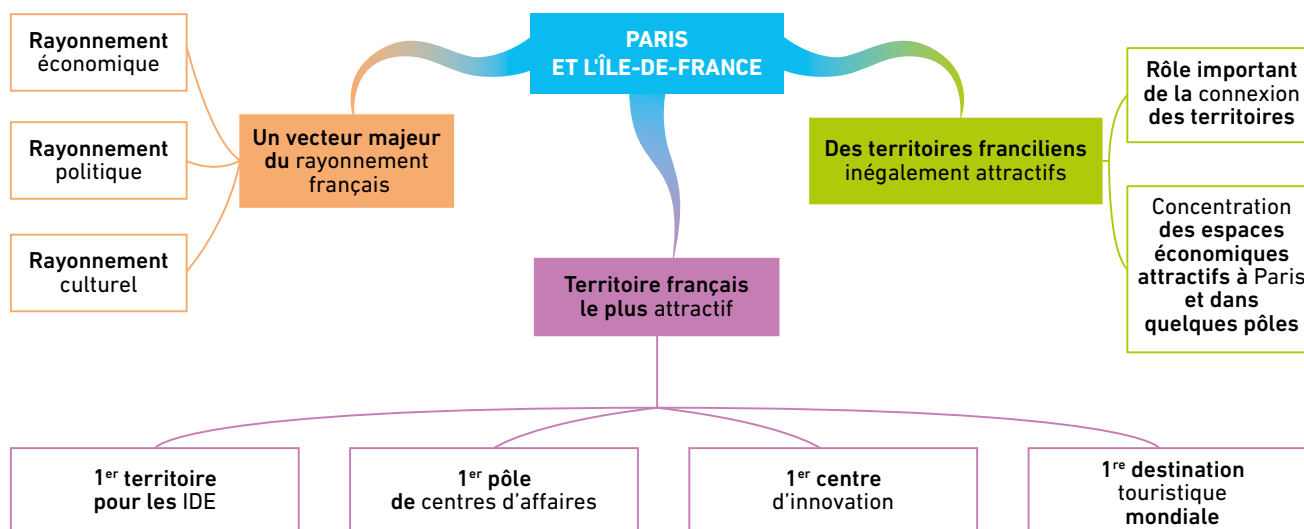 PARIS
ET L'ÎLE-DE-FRANCE
Rayonnement
économique
Rayonnement
politique
Rayonnement
culturel
Un vecteur majeur
du rayonnement
français
Des territoires franciliens
inégalement attractifs
Rôle important
de la connexion
des territoires
Concentration
des espaces
économiques
attractifs à Paris
et dans
quelques pôles
Territoire français
le plus attractif
1er territoire
pour les IDE
1er pôle
de centres d'affaires
1er centre
d'innovation
1re destination
touristique
mondiale